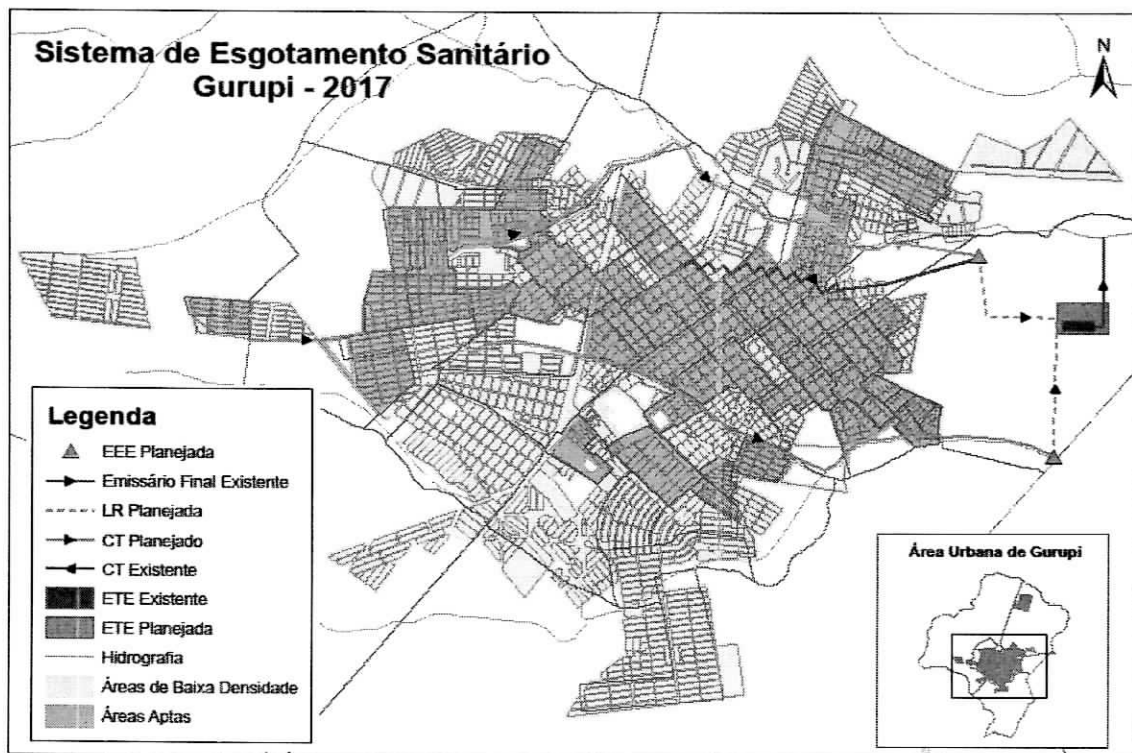 Sistema de Esgotamento Sanitário
Gurupi - 2017
N
Legenda
EEE Planejada
Emissário Final Existente
LR Planejada
CT Planejado
CT Existente
ETE Existente
ETE Planejada
Hidrografia
Áreas de Baixa Densidade
Áreas Aptas
Área Urbana de Gurupi